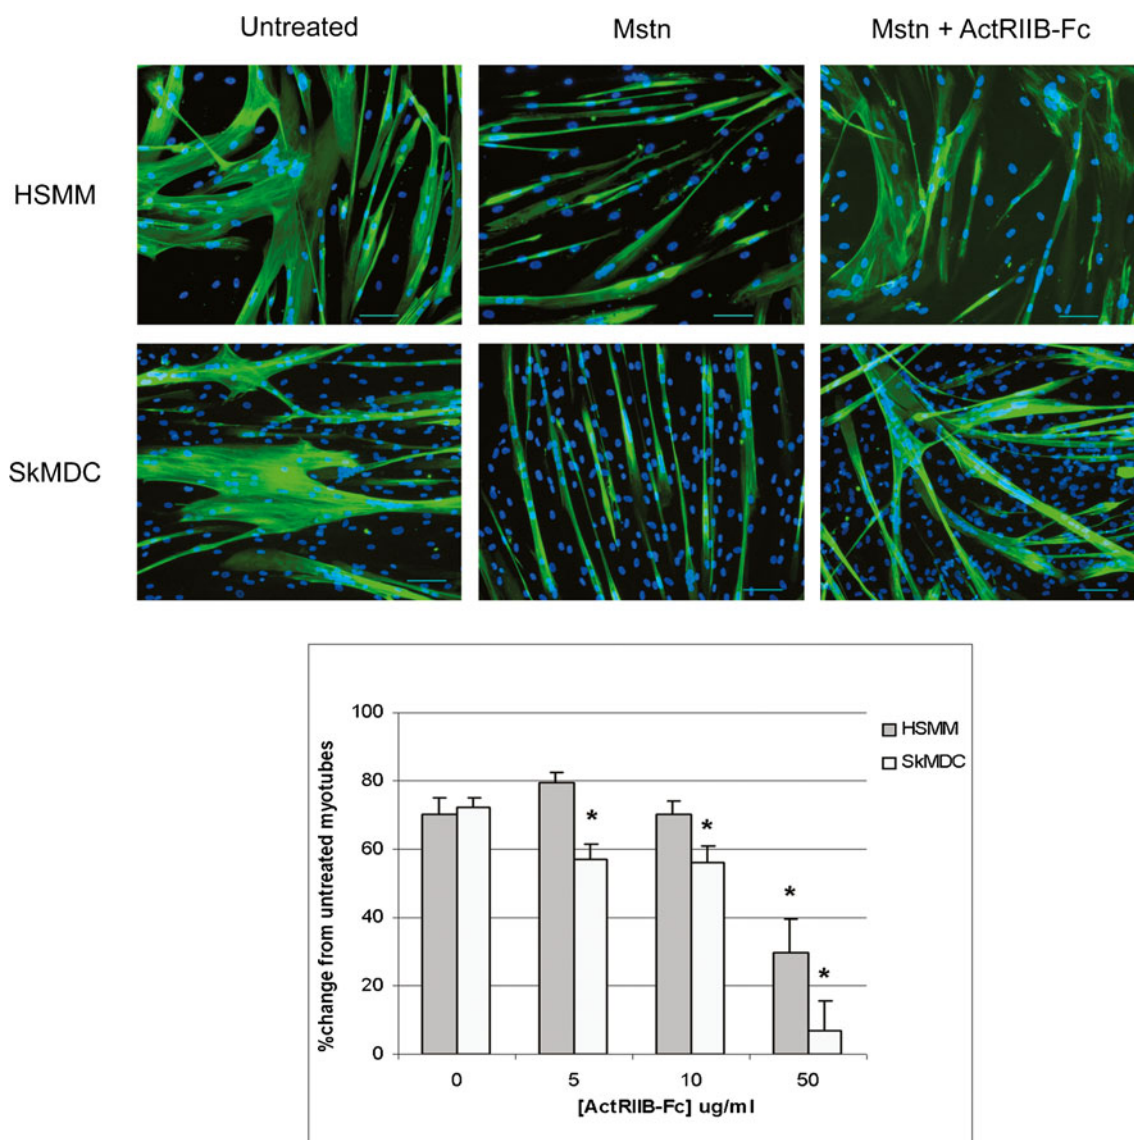 Untreated Mstn Mstn + ActRIIB-Fc
HSMM
SkMDC
%change from untreated myotubes
100
80
60
40
20
0
* * * *
HSMM
SkMDC
0 5 10 50
[ActRIIB-Fc] ug/ml